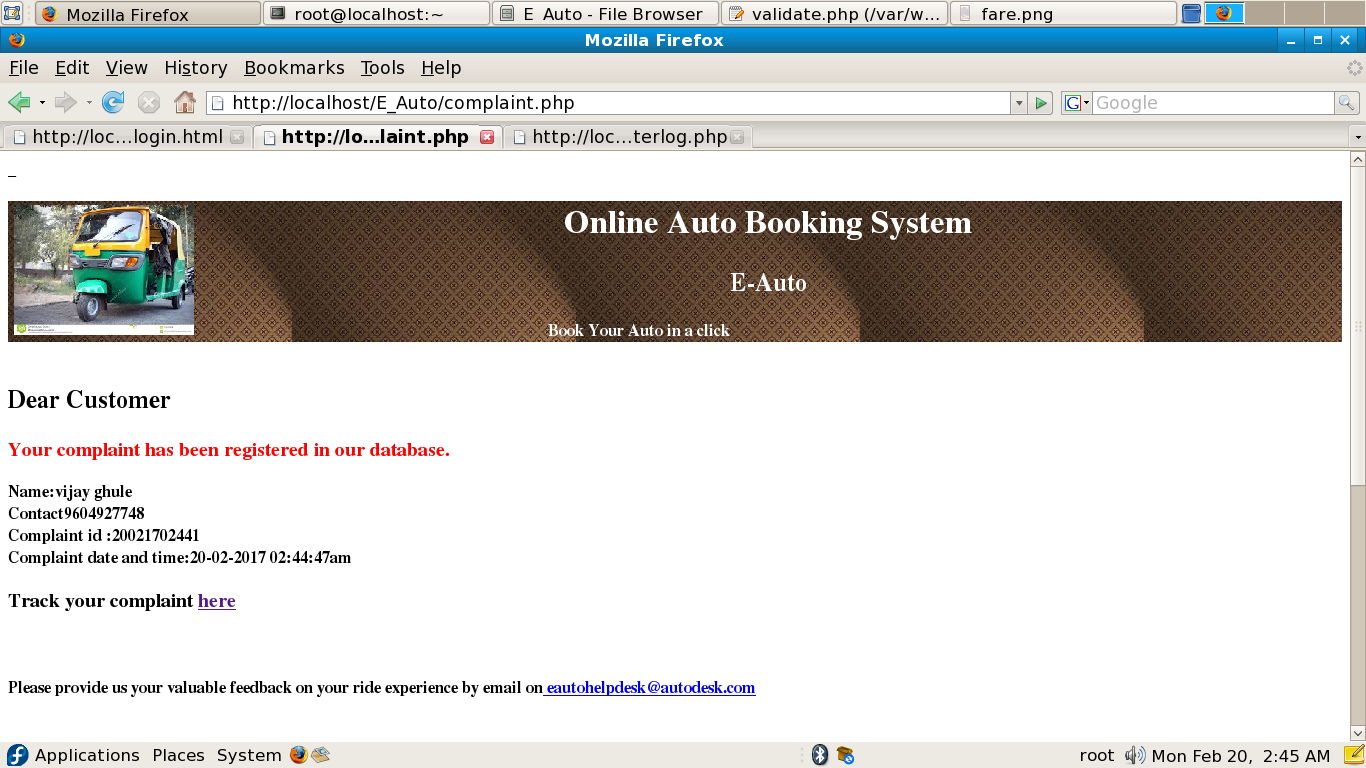 Mozilla Firefox
root@localhost:~
E Auto - File Browser
validate.php (/var/w...
fare.png
Mozilla Firefox
File Edit View History Bookmarks Tools Help
http://localhost/E_Auto/complaint.php
G
Google
http://loc...login.html
http://lo...laint.php
http://loc...terlog.php
Online Auto Booking System
E-Auto
Book Your Auto in a click
Dear Customer
Your complaint has been registered in our database.
Name:vijay ghule
Contact9604927748
Complaint id :20021702441
Complaint date and time:20-02-2017 02:44:47am
Track your complaint here
Please provide us your valuable feedback on your ride experience by email on eautohelpdesk@autodesk.com
Applications Places System
root
Mon Feb 20, 2:45 AM